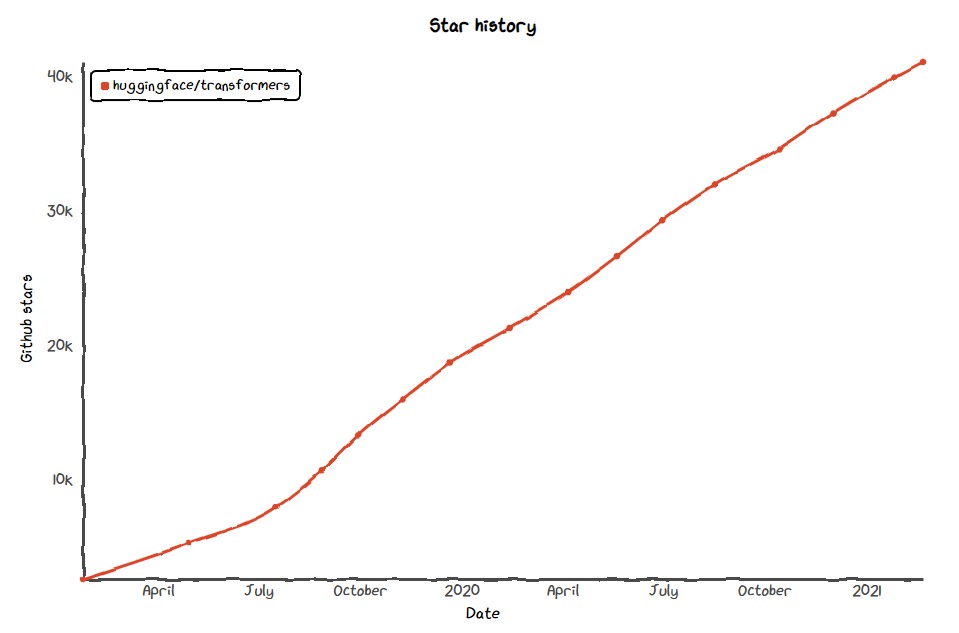 Star history
huggingface/transformers
40k
30k
20k
10k
Github stars
April July October 2020 April July October 2021
Date